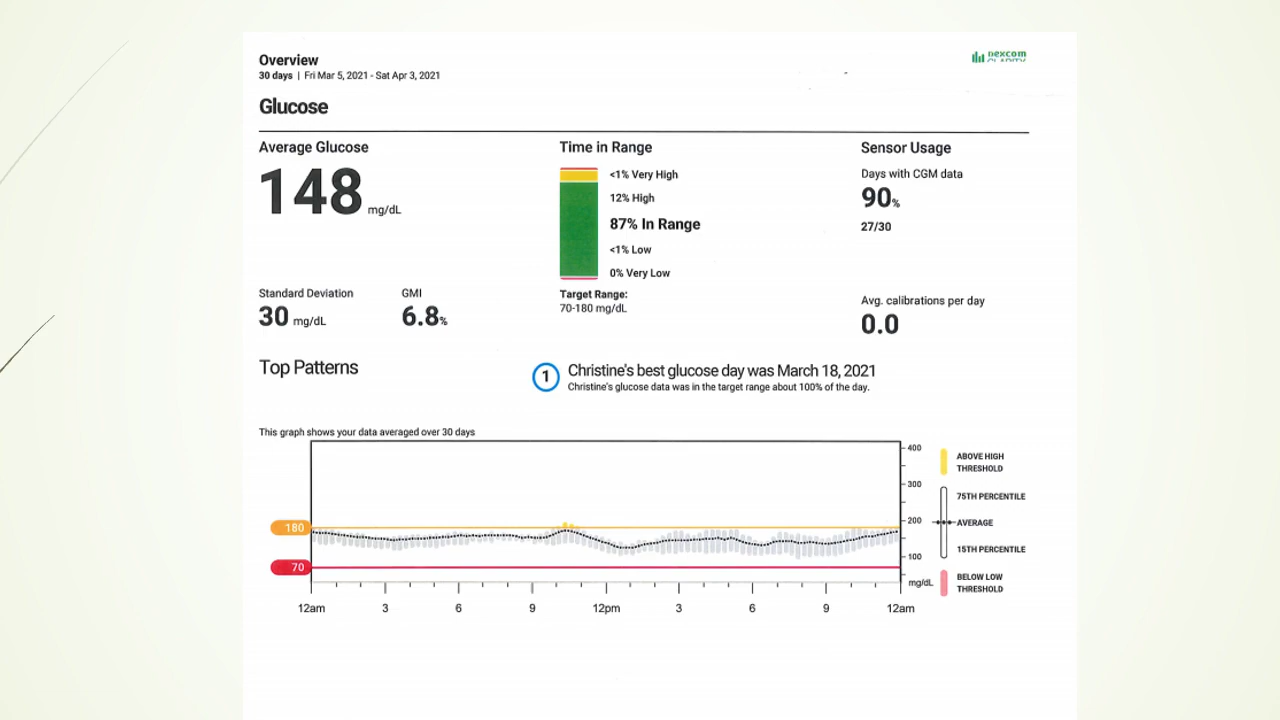 Overview
30 days | Fri Mar 5, 2021 - Sat Apr 3, 2021
Dexcom
CLARITY
Glucose
Average Glucose
148 mg/dL
Standard Deviation
30 mg/dL
GMI
6.8%
Time in Range
<1% Very High
12% High
87% In Range
<1% Low
0% Very Low
Target Range:
70-180 mg/dL
Sensor Usage
Days with CGM data
90%
27/30
Avg. calibrations per day
0.0
Top Patterns
1 Christine's best glucose day was March 18, 2021
Christine's glucose data was in the target range about 100% of the day.
This graph shows your data averaged over 30 days
400
300
200
100
mg/dL
180
70
12am 3 6 9 12pm 3 6 9 12am
ABOVE HIGH
THRESHOLD
75TH PERCENTILE
AVERAGE
15TH PERCENTILE
BELOW LOW
THRESHOLD